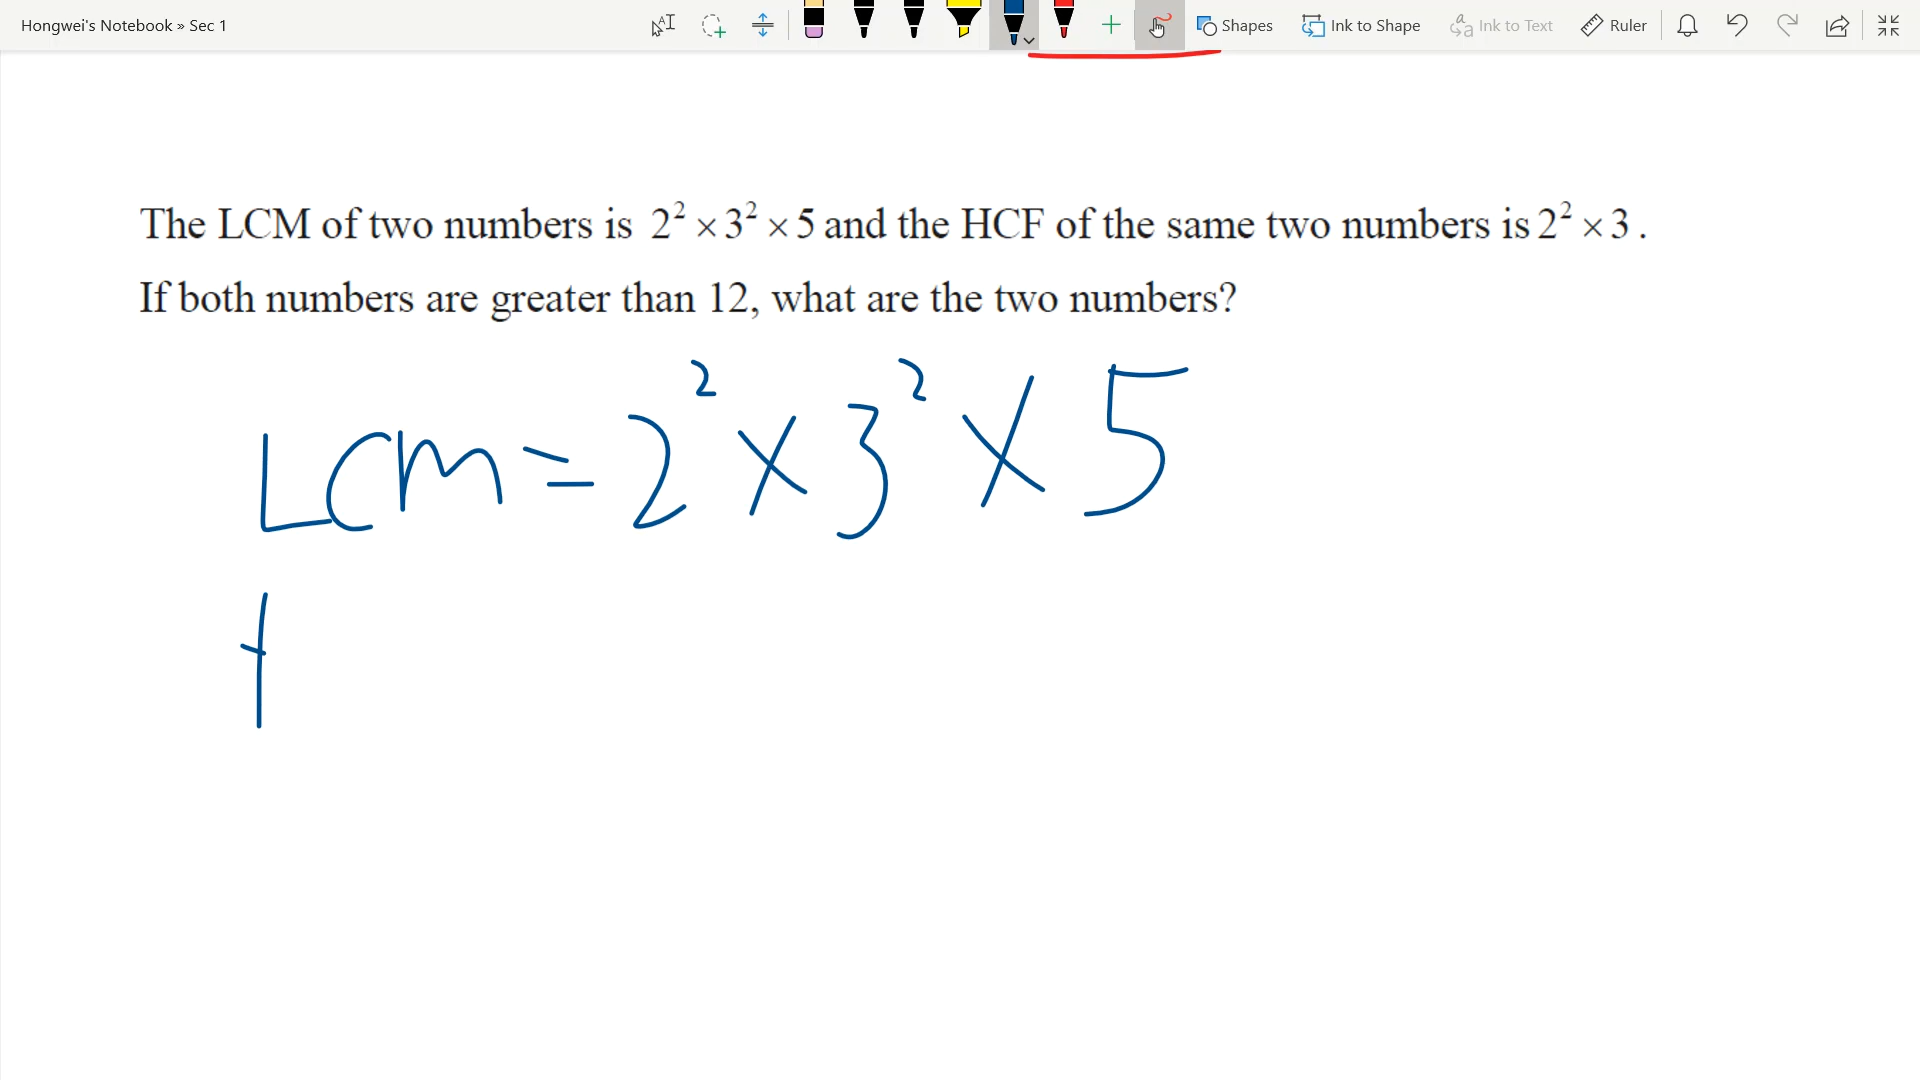 Hongwei's Notebook » Sec 1
Shapes Ink to Shape Ink to Text Ruler
The LCM of two numbers is 2² × 3² × 5 and the HCF of the same two numbers is 2² × 3 .
If both numbers are greater than 12, what are the two numbers?
LCM = 2² × 3² × 5